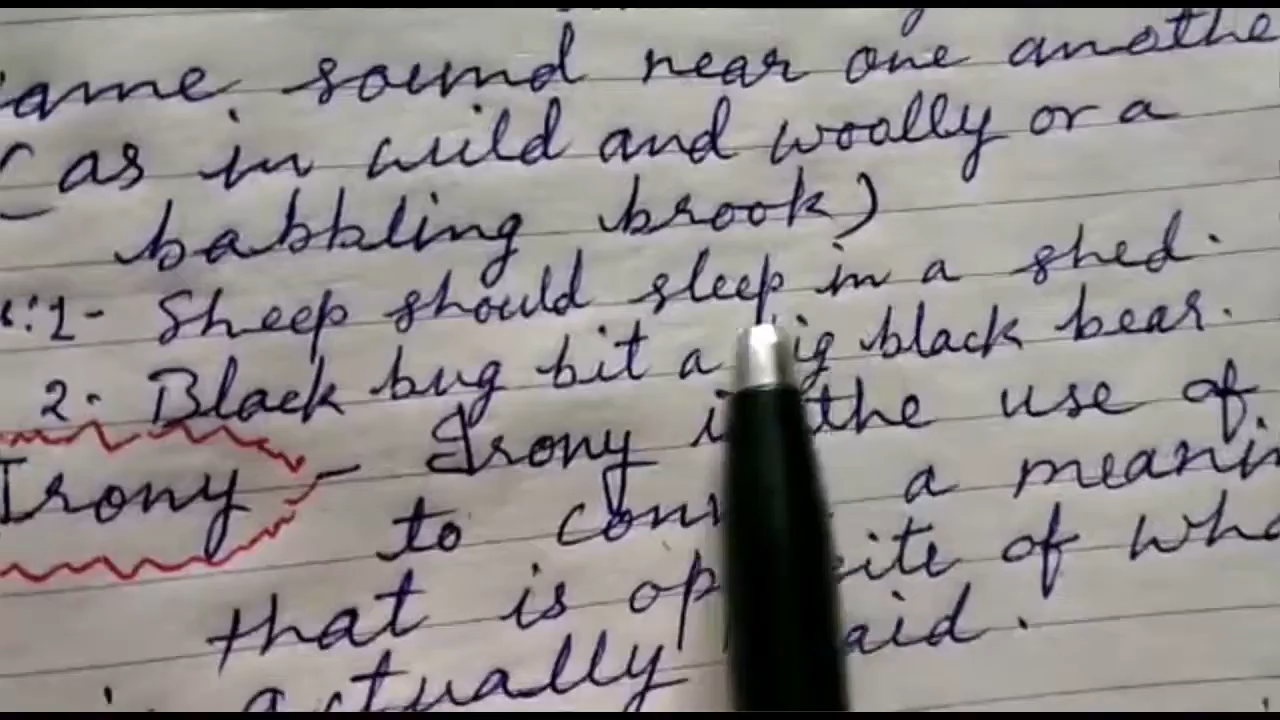 same sound near one anothe
(as in wild and woolly or a
babbling brook)
1- Sheep should sleep in a shed.
2. Black bug bit a ig black bear.
Irony - Irony i the use of
to con a meanin
that is op site of wha
actually aid.